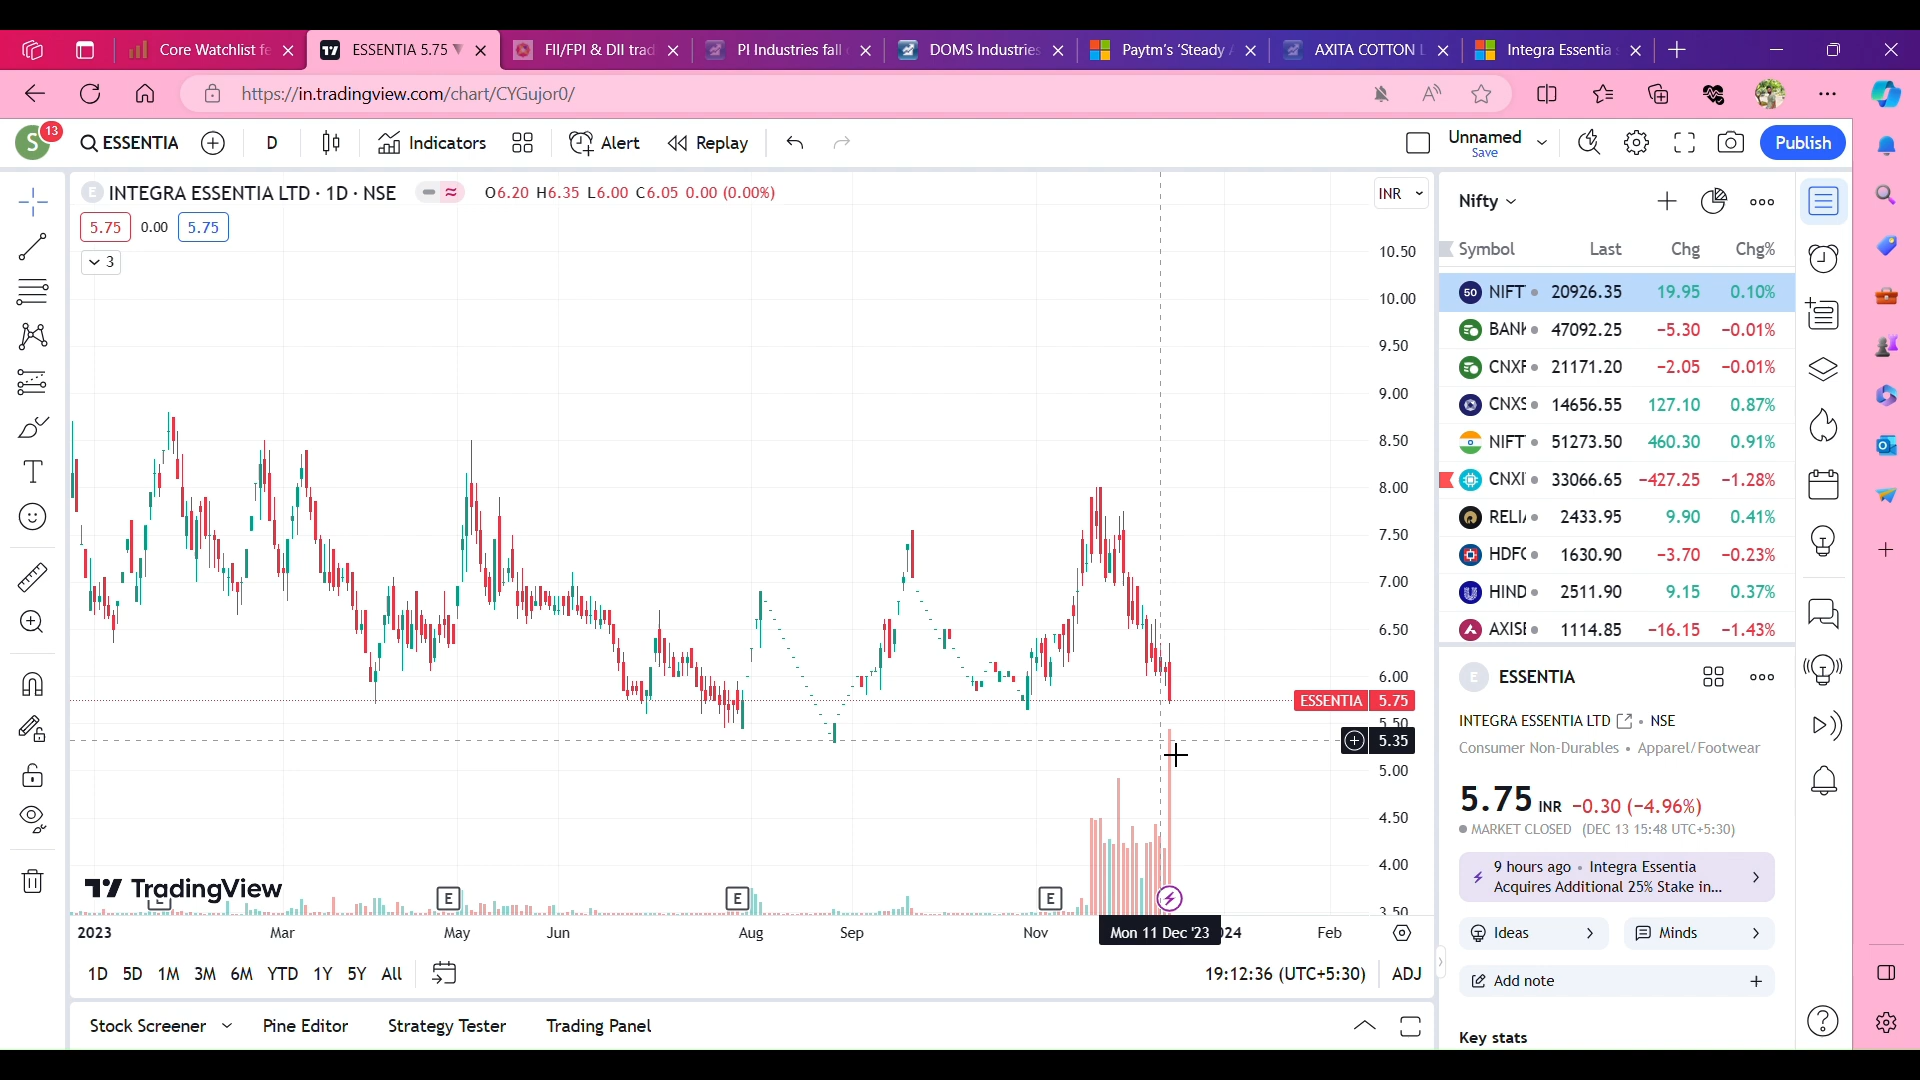 Core Watchlist fe
ESSENTIA 5.75
FII/FPI & DII trad
PI Industries fall
DOMS Industries
Paytm's 'Steady
AXITA COTTON L
Integra Essentia
https://in.tradingview.com/chart/CYGujor0/
S 13
ESSENTIA
D
Indicators
Alert
Replay
Unnamed
Save
Publish
E INTEGRA ESSENTIA LTD · 1D · NSE
O6.20 H6.35 L6.00 C6.05 0.00 (0.00%)
INR
5.75 0.00 5.75
3
10.50
10.00
9.50
9.00
8.50
8.00
7.50
7.00
6.50
6.00
ESSENTIA 5.75
5.50
5.35
5.00
4.50
4.00
3.50
TradingView
E
E
E
E
2023
Mar
May
Jun
Aug
Sep
Nov
Mon 11 Dec '23
24
Feb
1D 5D 1M 3M 6M YTD 1Y 5Y All
19:12:36 (UTC+5:30)
ADJ
Stock Screener
Pine Editor
Strategy Tester
Trading Panel
Nifty
Symbol Last Chg Chg%
50 NIFT 20926.35 19.95 0.10%
BANK 47092.25 −5.30 −0.01%
CNXF 21171.20 −2.05 −0.01%
CNXS 14656.55 127.10 0.87%
NIFT 51273.50 460.30 0.91%
CNXI 33066.65 −427.25 −1.28%
RELI 2433.95 9.90 0.41%
HDFC 1630.90 −3.70 −0.23%
HIND 2511.90 9.15 0.37%
AXISE 1114.85 −16.15 −1.43%
E ESSENTIA
INTEGRA ESSENTIA LTD · NSE
Consumer Non-Durables • Apparel/Footwear
5.75 INR −0.30 (−4.96%)
MARKET CLOSED (DEC 13 15:48 UTC+5:30)
9 hours ago · Integra Essentia
Acquires Additional 25% Stake in...
Ideas
Minds
Add note
Key stats